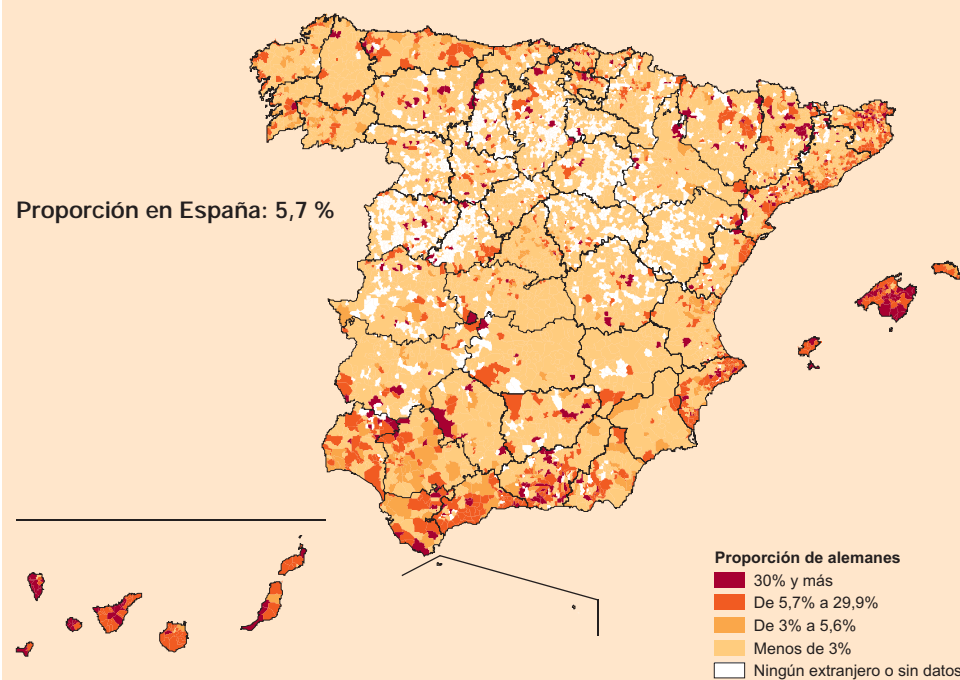 Proporción en España: 5,7 %
Proporción de alemanes
30% y más
De 5,7% a 29,9%
De 3% a 5,6%
Menos de 3%
Ningún extranjero o sin datos